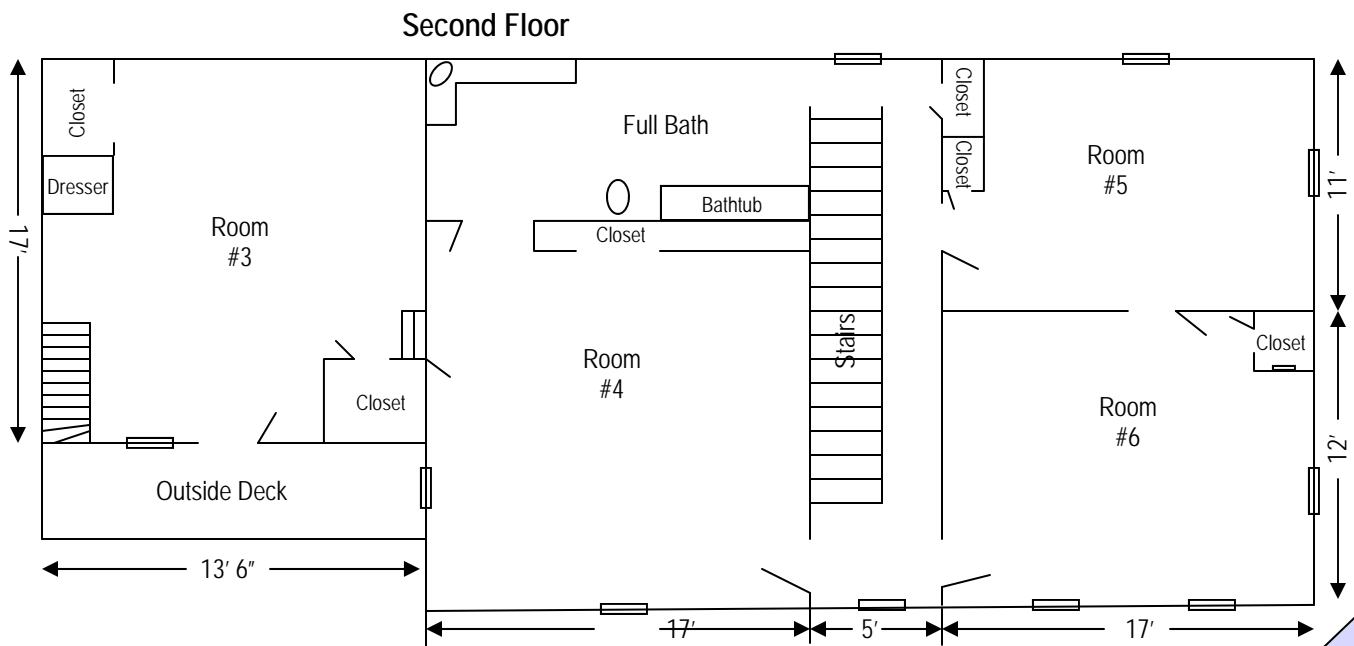 Second Floor
Closet
Dresser
17'
Room
#3
Closet
Outside Deck
13' 6"
Full Bath
Bathtub
Closet
Room
#4
Stairs
Closet
Closet
Room
#5
11'
Closet
Room
#6
12'
17'
5'
17'